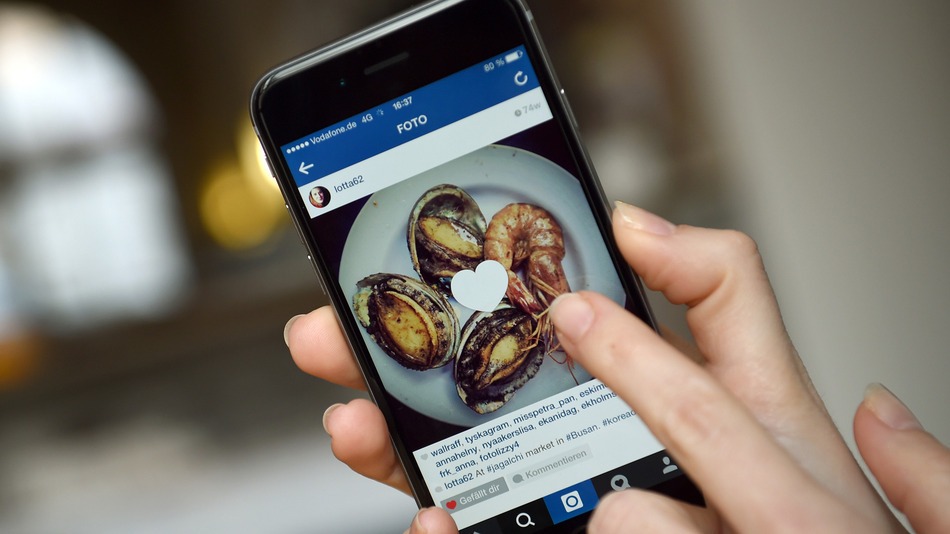 Vodafone.de 4G 16:37 80 %
FOTO
lotta62 74w
wallraff, tyskagram, misspetra_pan, eskim
annahelny, nyaakerslisa, ekanidag, ekholms
frk_anna, fotolizzy4
lotta62 At #jagalchi market in #Busan. #koread
Gefällt dir Kommentieren